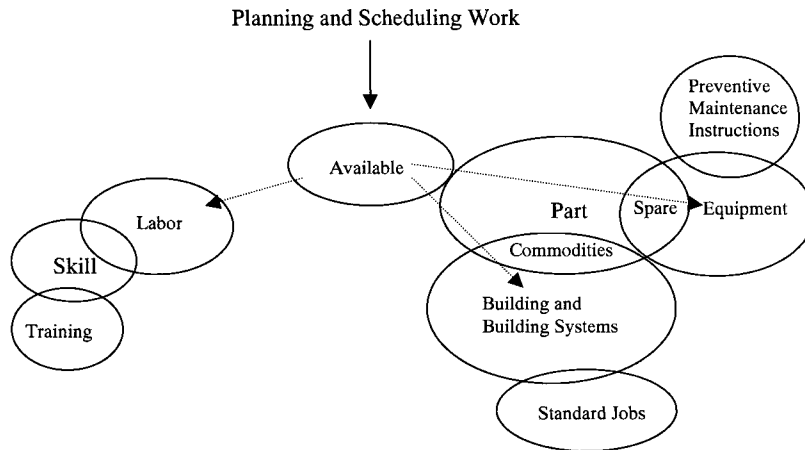 Planning and Scheduling Work
Preventive
Maintenance
Instructions
Available
Labor
Part
Spare
Equipment
Commodities
Skill
Building and
Building Systems
Training
Standard Jobs